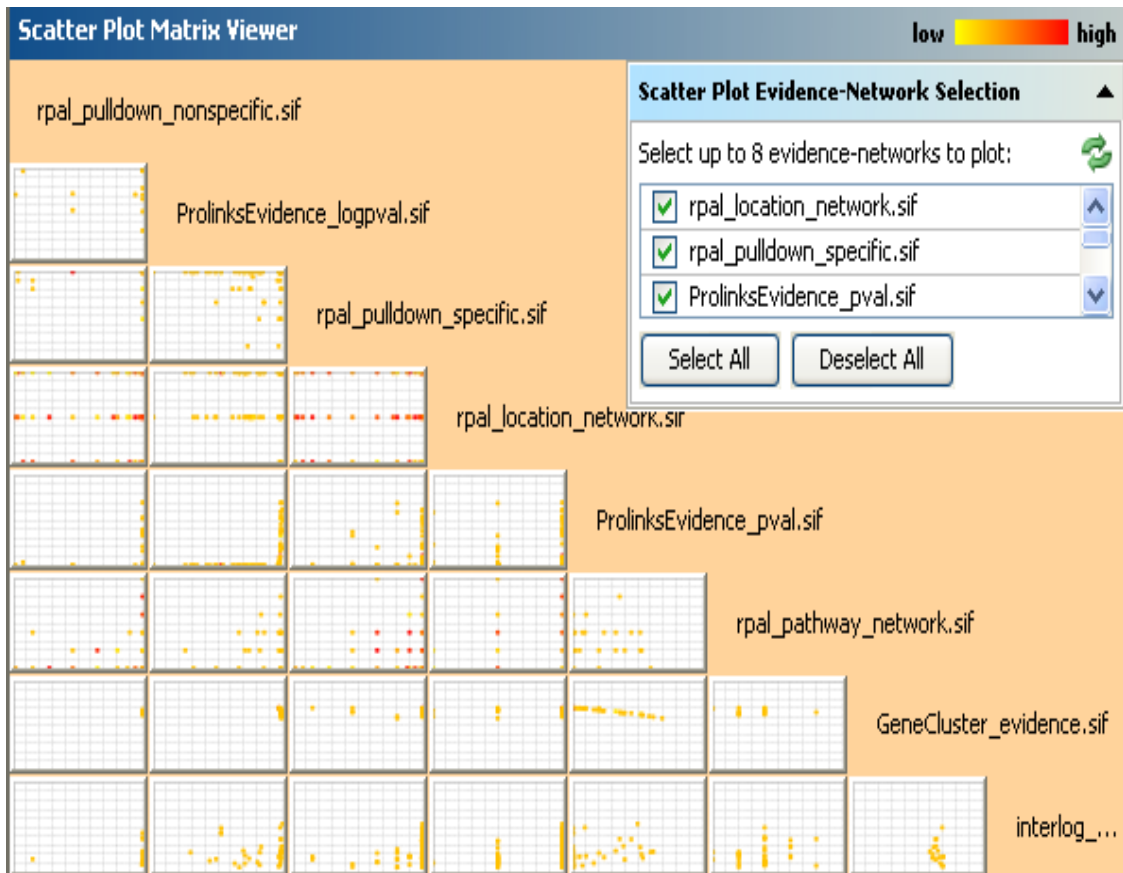 Scatter Plot Matrix Viewer
low high
rpal_pulldown_nonspecific.sif
Scatter Plot Evidence-Network Selection
Select up to 8 evidence-networks to plot:
rpal_location_network.sif
rpal_pulldown_specific.sif
ProlinksEvidence_pval.sif
Select All Deselect All
ProlinksEvidence_logpval.sif
rpal_pulldown_specific.sif
rpal_location_network.sif
ProlinksEvidence_pval.sif
rpal_pathway_network.sif
GeneCluster_evidence.sif
interlog_...